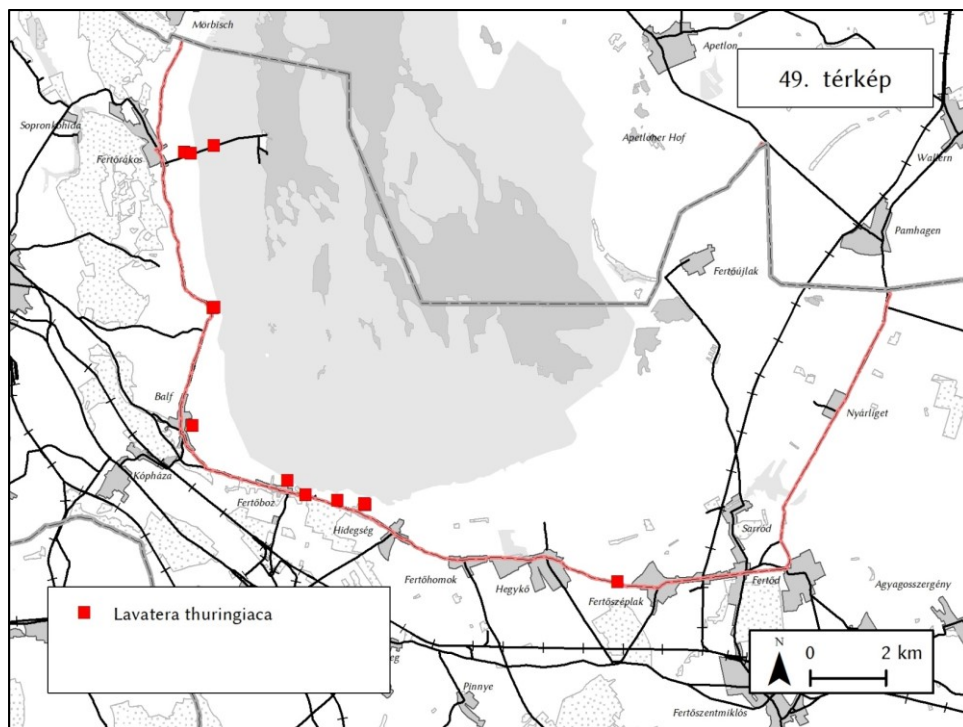 Mörbisch
Apetlon
49. térkép
Sopronkőhida
Apetloner Hof
Wallern
Fertőrákos
Pamhagen
Fertőújlak
Balf
Nyárliget
Kópháza
Fertőboz
Hidegség
Sarród
Fertőhomok
Hegykő
Fertőszéplak
Fertőd
Agyagosszergény
Lavatera thuringiaca
N
0 2 km
Pinnye
Fertőszentmiklós